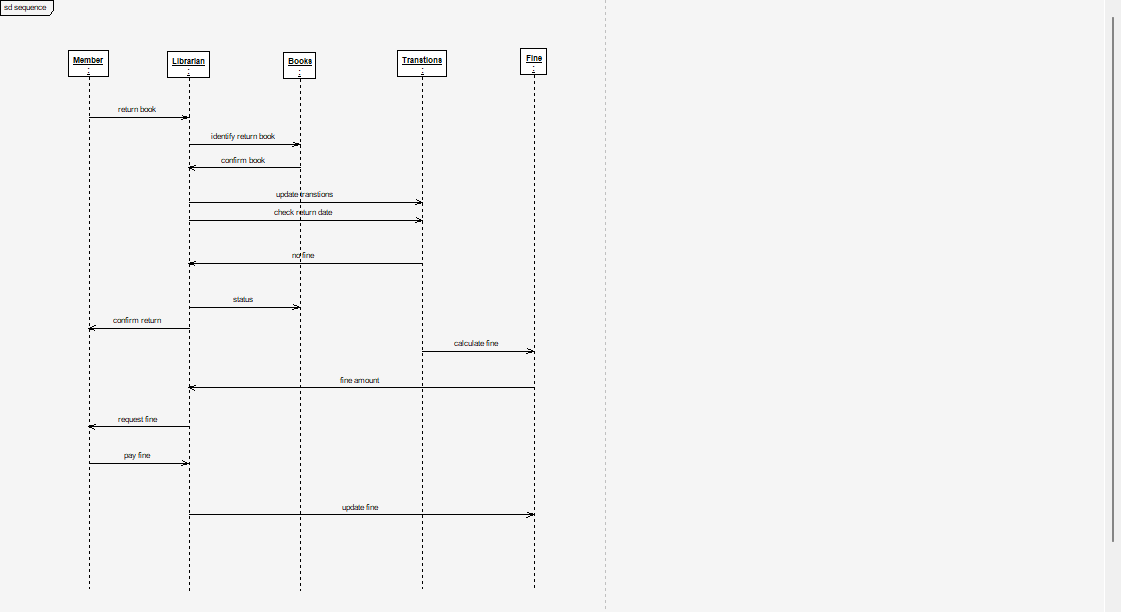 sd sequence
Member
:
Librarian
:
Books
:
Transtions
:
Fine
:
return book
identify return book
confirm book
update transtions
check return date
no fine
status
confirm return
calculate fine
fine amount
request fine
pay fine
update fine